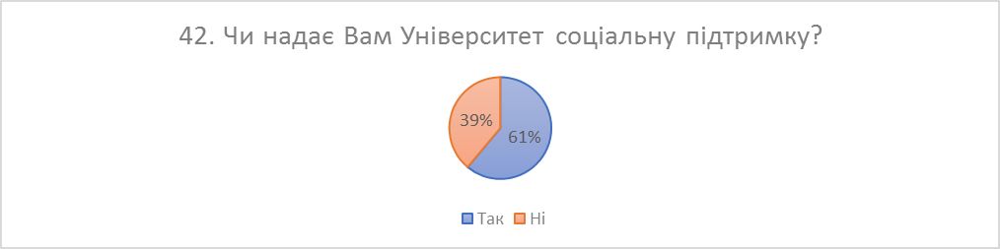 42. Чи надає Вам Університет соціальну підтримку?
39%
61%
Так Ні